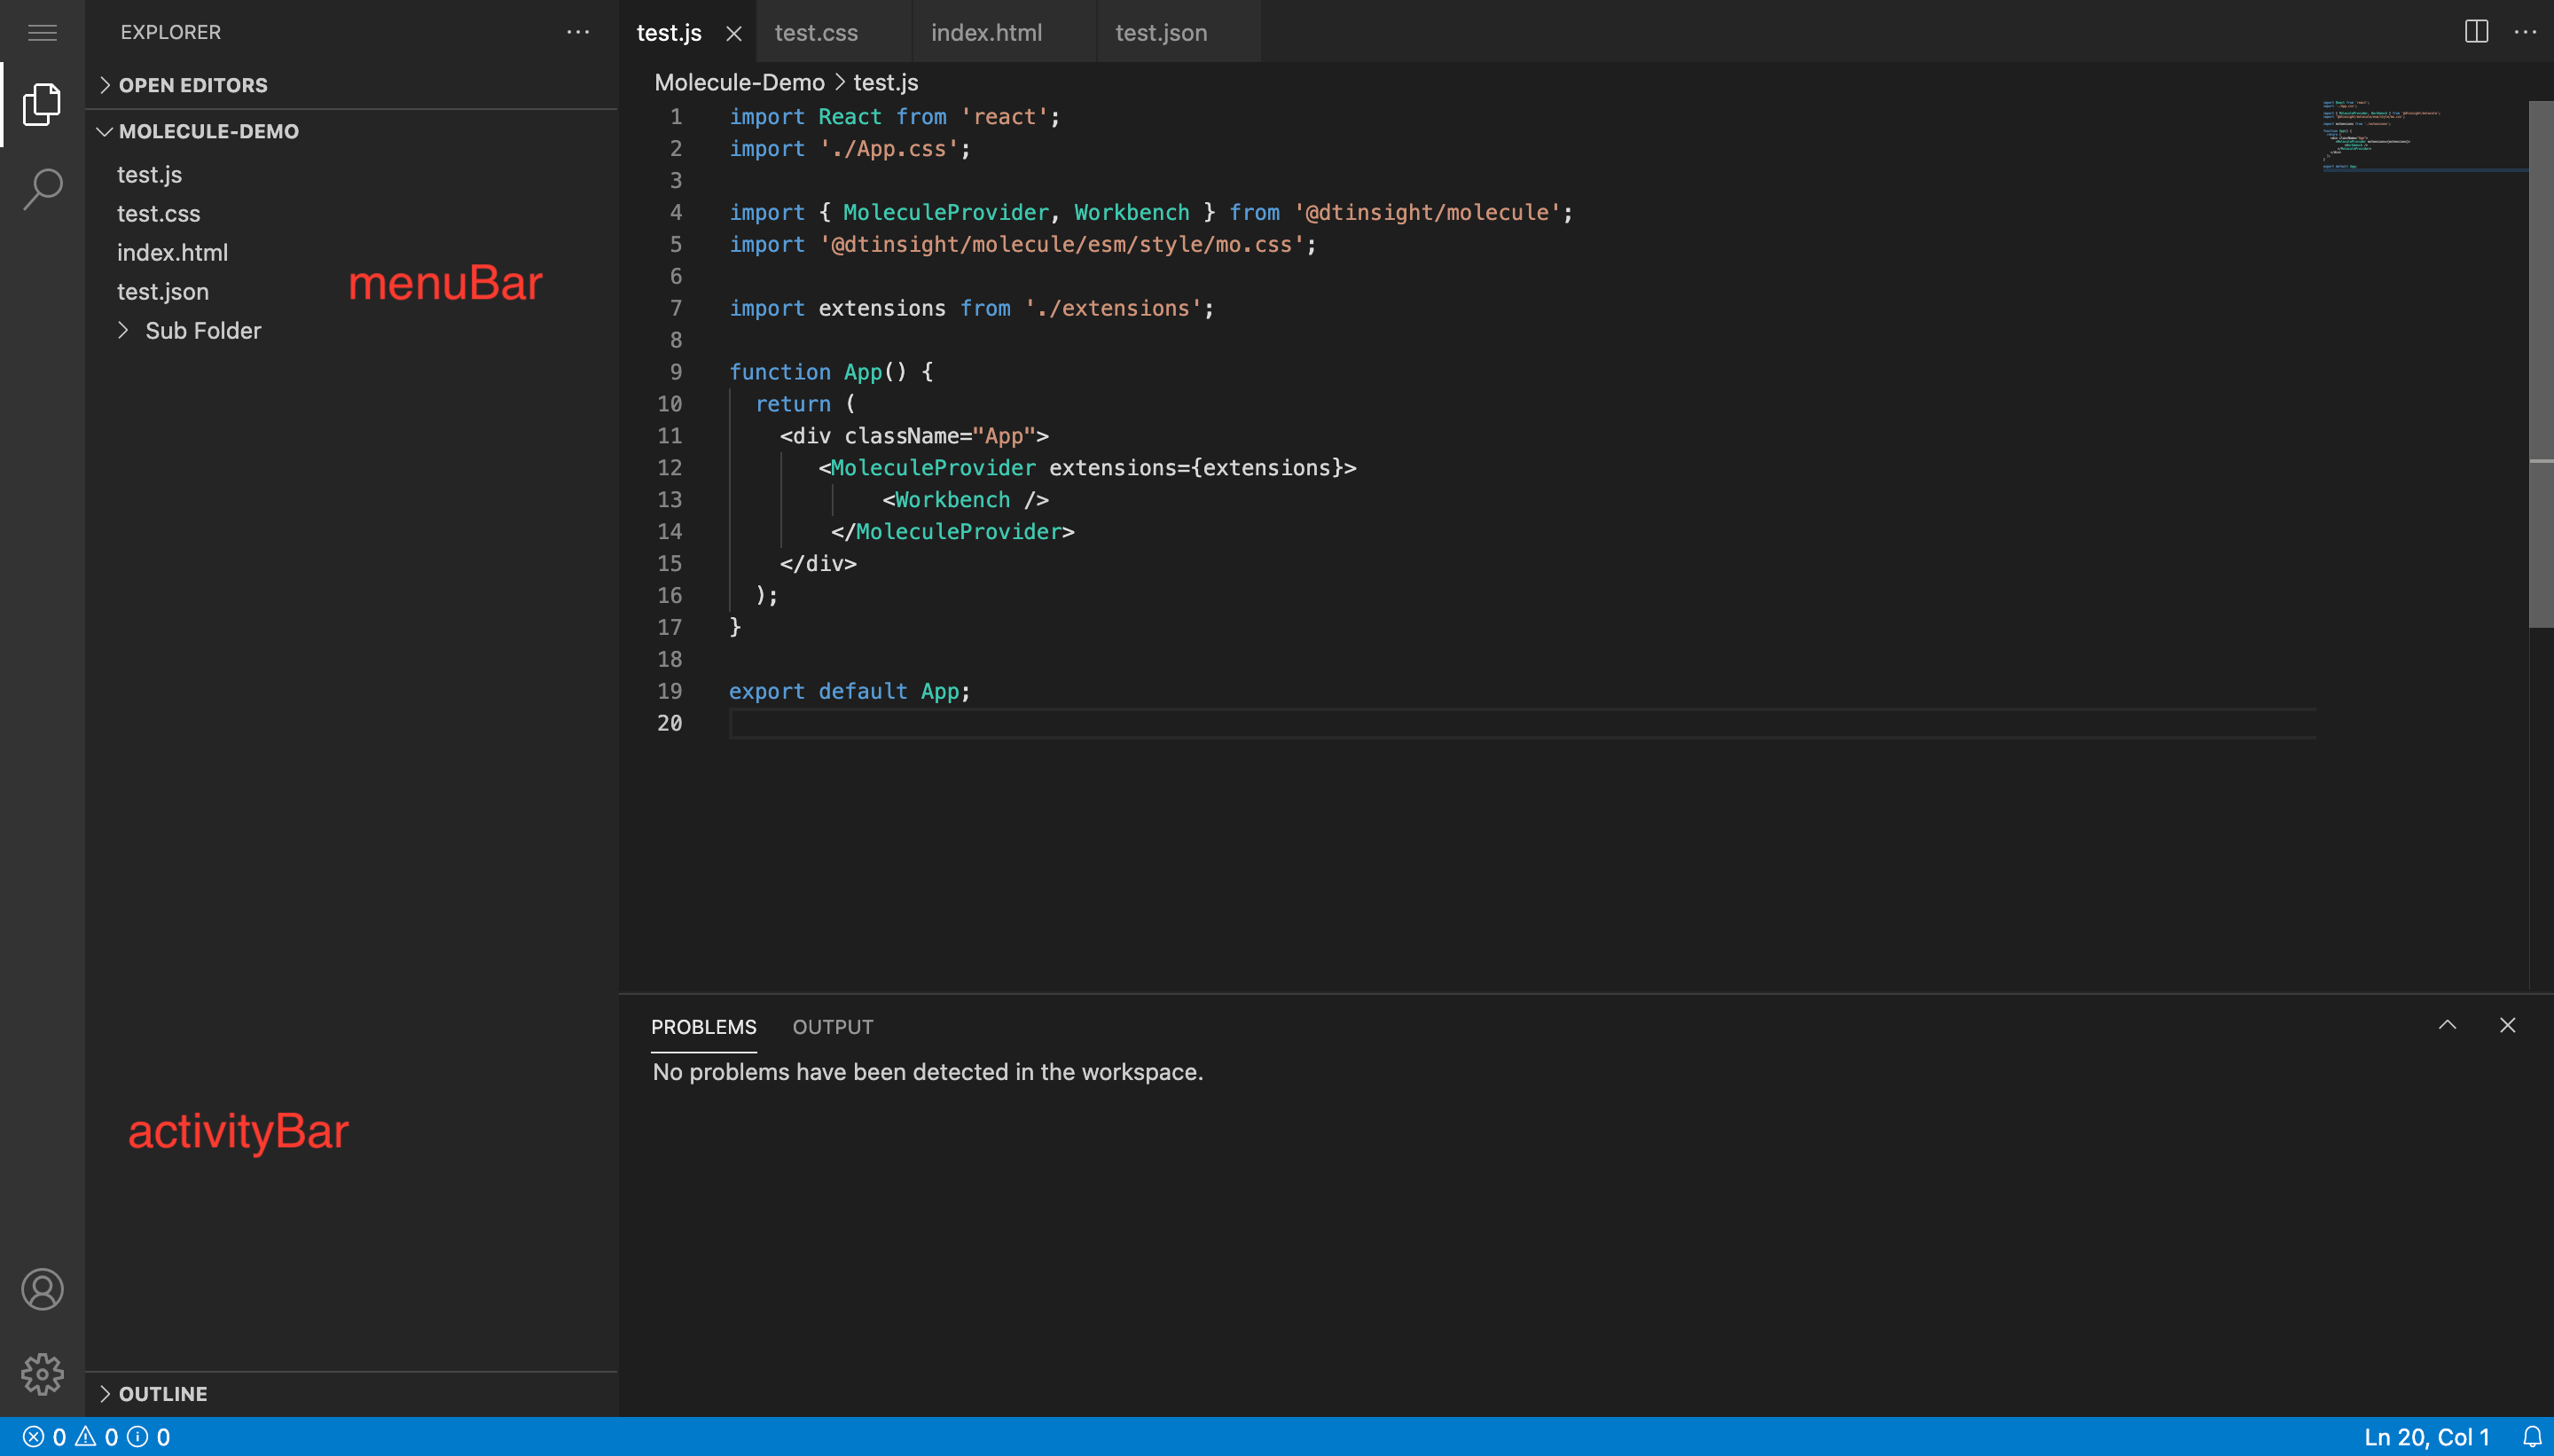 EXPLORER
OPEN EDITORS
MOLECULE-DEMO
test.js
test.css
index.html
test.json
Sub Folder
menuBar
activityBar
OUTLINE
test.js test.css index.html test.json
Molecule-Demo > test.js
1 import React from 'react';
2 import './App.css';
3
4 import { MoleculeProvider, Workbench } from '@dtinsight/molecule';
5 import '@dtinsight/molecule/esm/style/mo.css';
6
7 import extensions from './extensions';
8
9 function App() {
10 return (
11 <div className="App">
12 <MoleculeProvider extensions={extensions}>
13 <Workbench />
14 </MoleculeProvider>
15 </div>
16 );
17 }
18
19 export default App;
20
PROBLEMS OUTPUT
No problems have been detected in the workspace.
0 0 0
Ln 20, Col 1